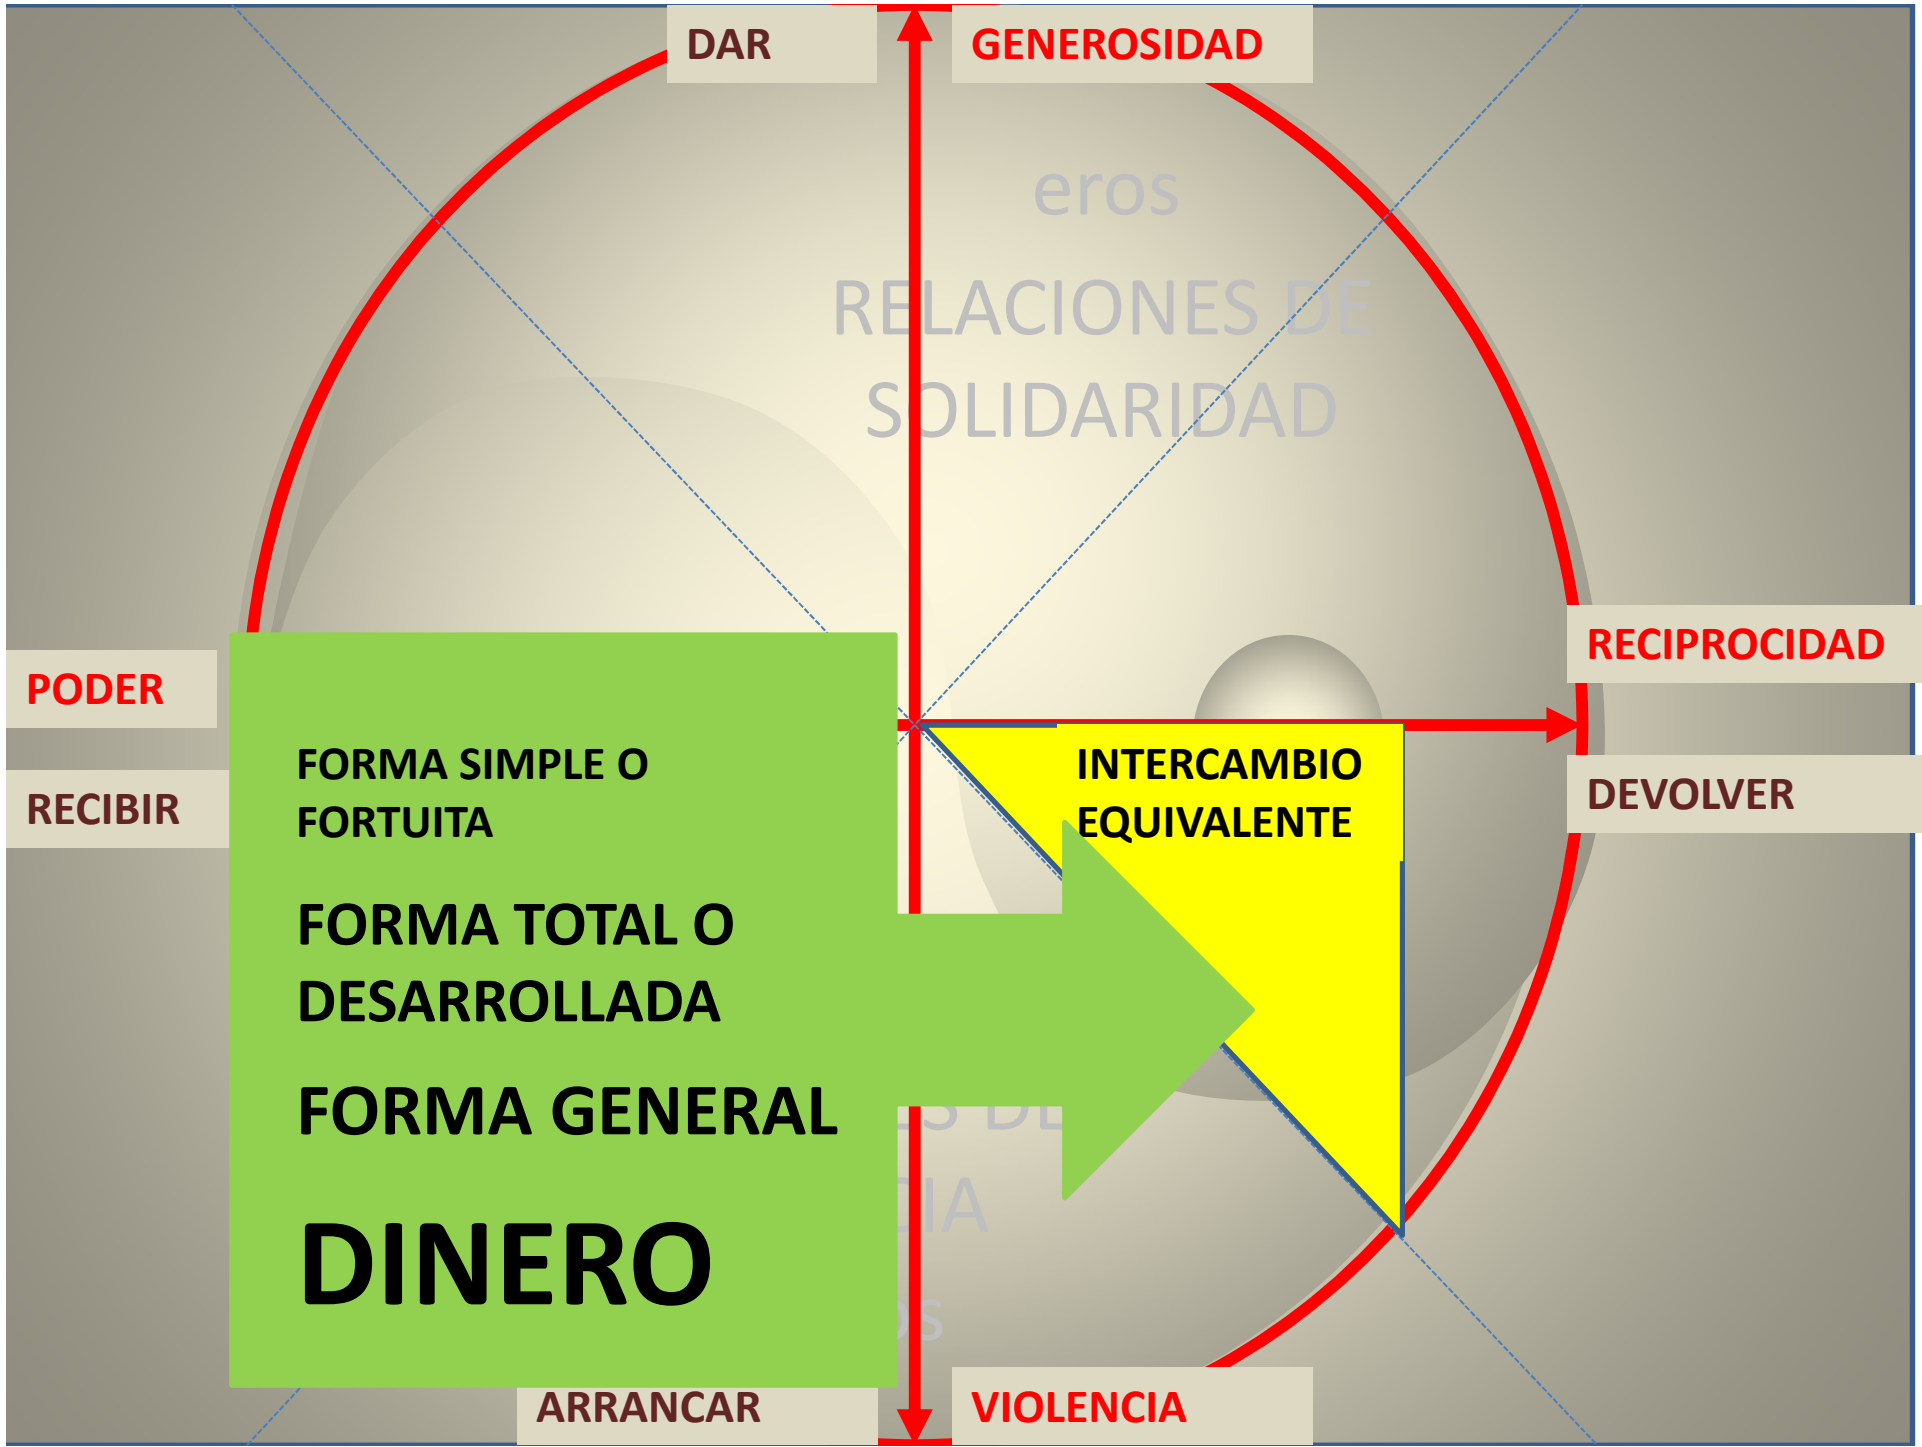 DAR
GENEROSIDAD
eros
RELACIONES DE
SOLIDARIDAD
RECIPROCIDAD
PODER
FORMA SIMPLE O
FORTUITA
INTERCAMBIO
EQUIVALENTE
DEVOLVER
RECIBIR
FORMA TOTAL O
DESARROLLADA
FORMA GENERAL
DE
DINERO
ARRANCAR
VIOLENCIA